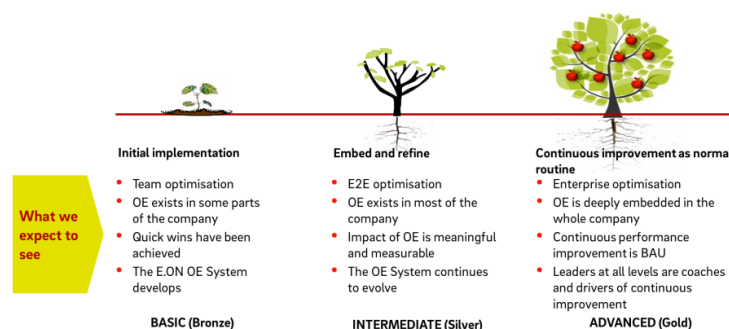 Initial implementation
Embed and refine
Continuous improvement as norma
routine
What we
expect to
see
• Team optimisation
• OE exists in some parts
of the company
• Quick wins have been
achieved
• The E.ON OE System
develops
• E2E optimisation
• OE exists in most of the
company
• Impact of OE is meaningful
and measurable
• The OE System continues
to evolve
• Enterprise optimisation
• OE is deeply embedded in the
whole company
• Continuous performance
improvement is BAU
• Leaders at all levels are coaches
and drivers of continuous
improvement
BASIC (Bronze)
INTERMEDIATE (Silver)
ADVANCED (Gold)